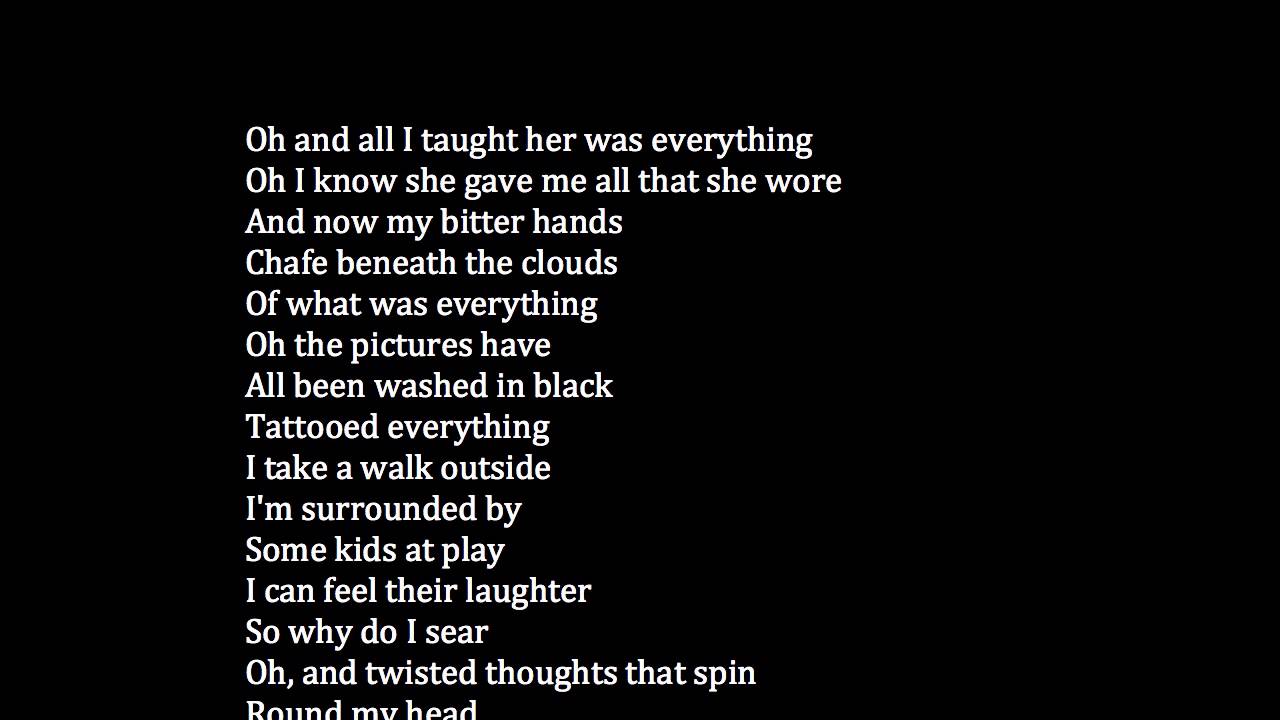 Oh and all I taught her was everything
Oh I know she gave me all that she wore
And now my bitter hands
Chafe beneath the clouds
Of what was everything
Oh the pictures have
All been washed in black
Tattooed everything
I take a walk outside
I'm surrounded by
Some kids at play
I can feel their laughter
So why do I sear
Oh, and twisted thoughts that spin
Round my head